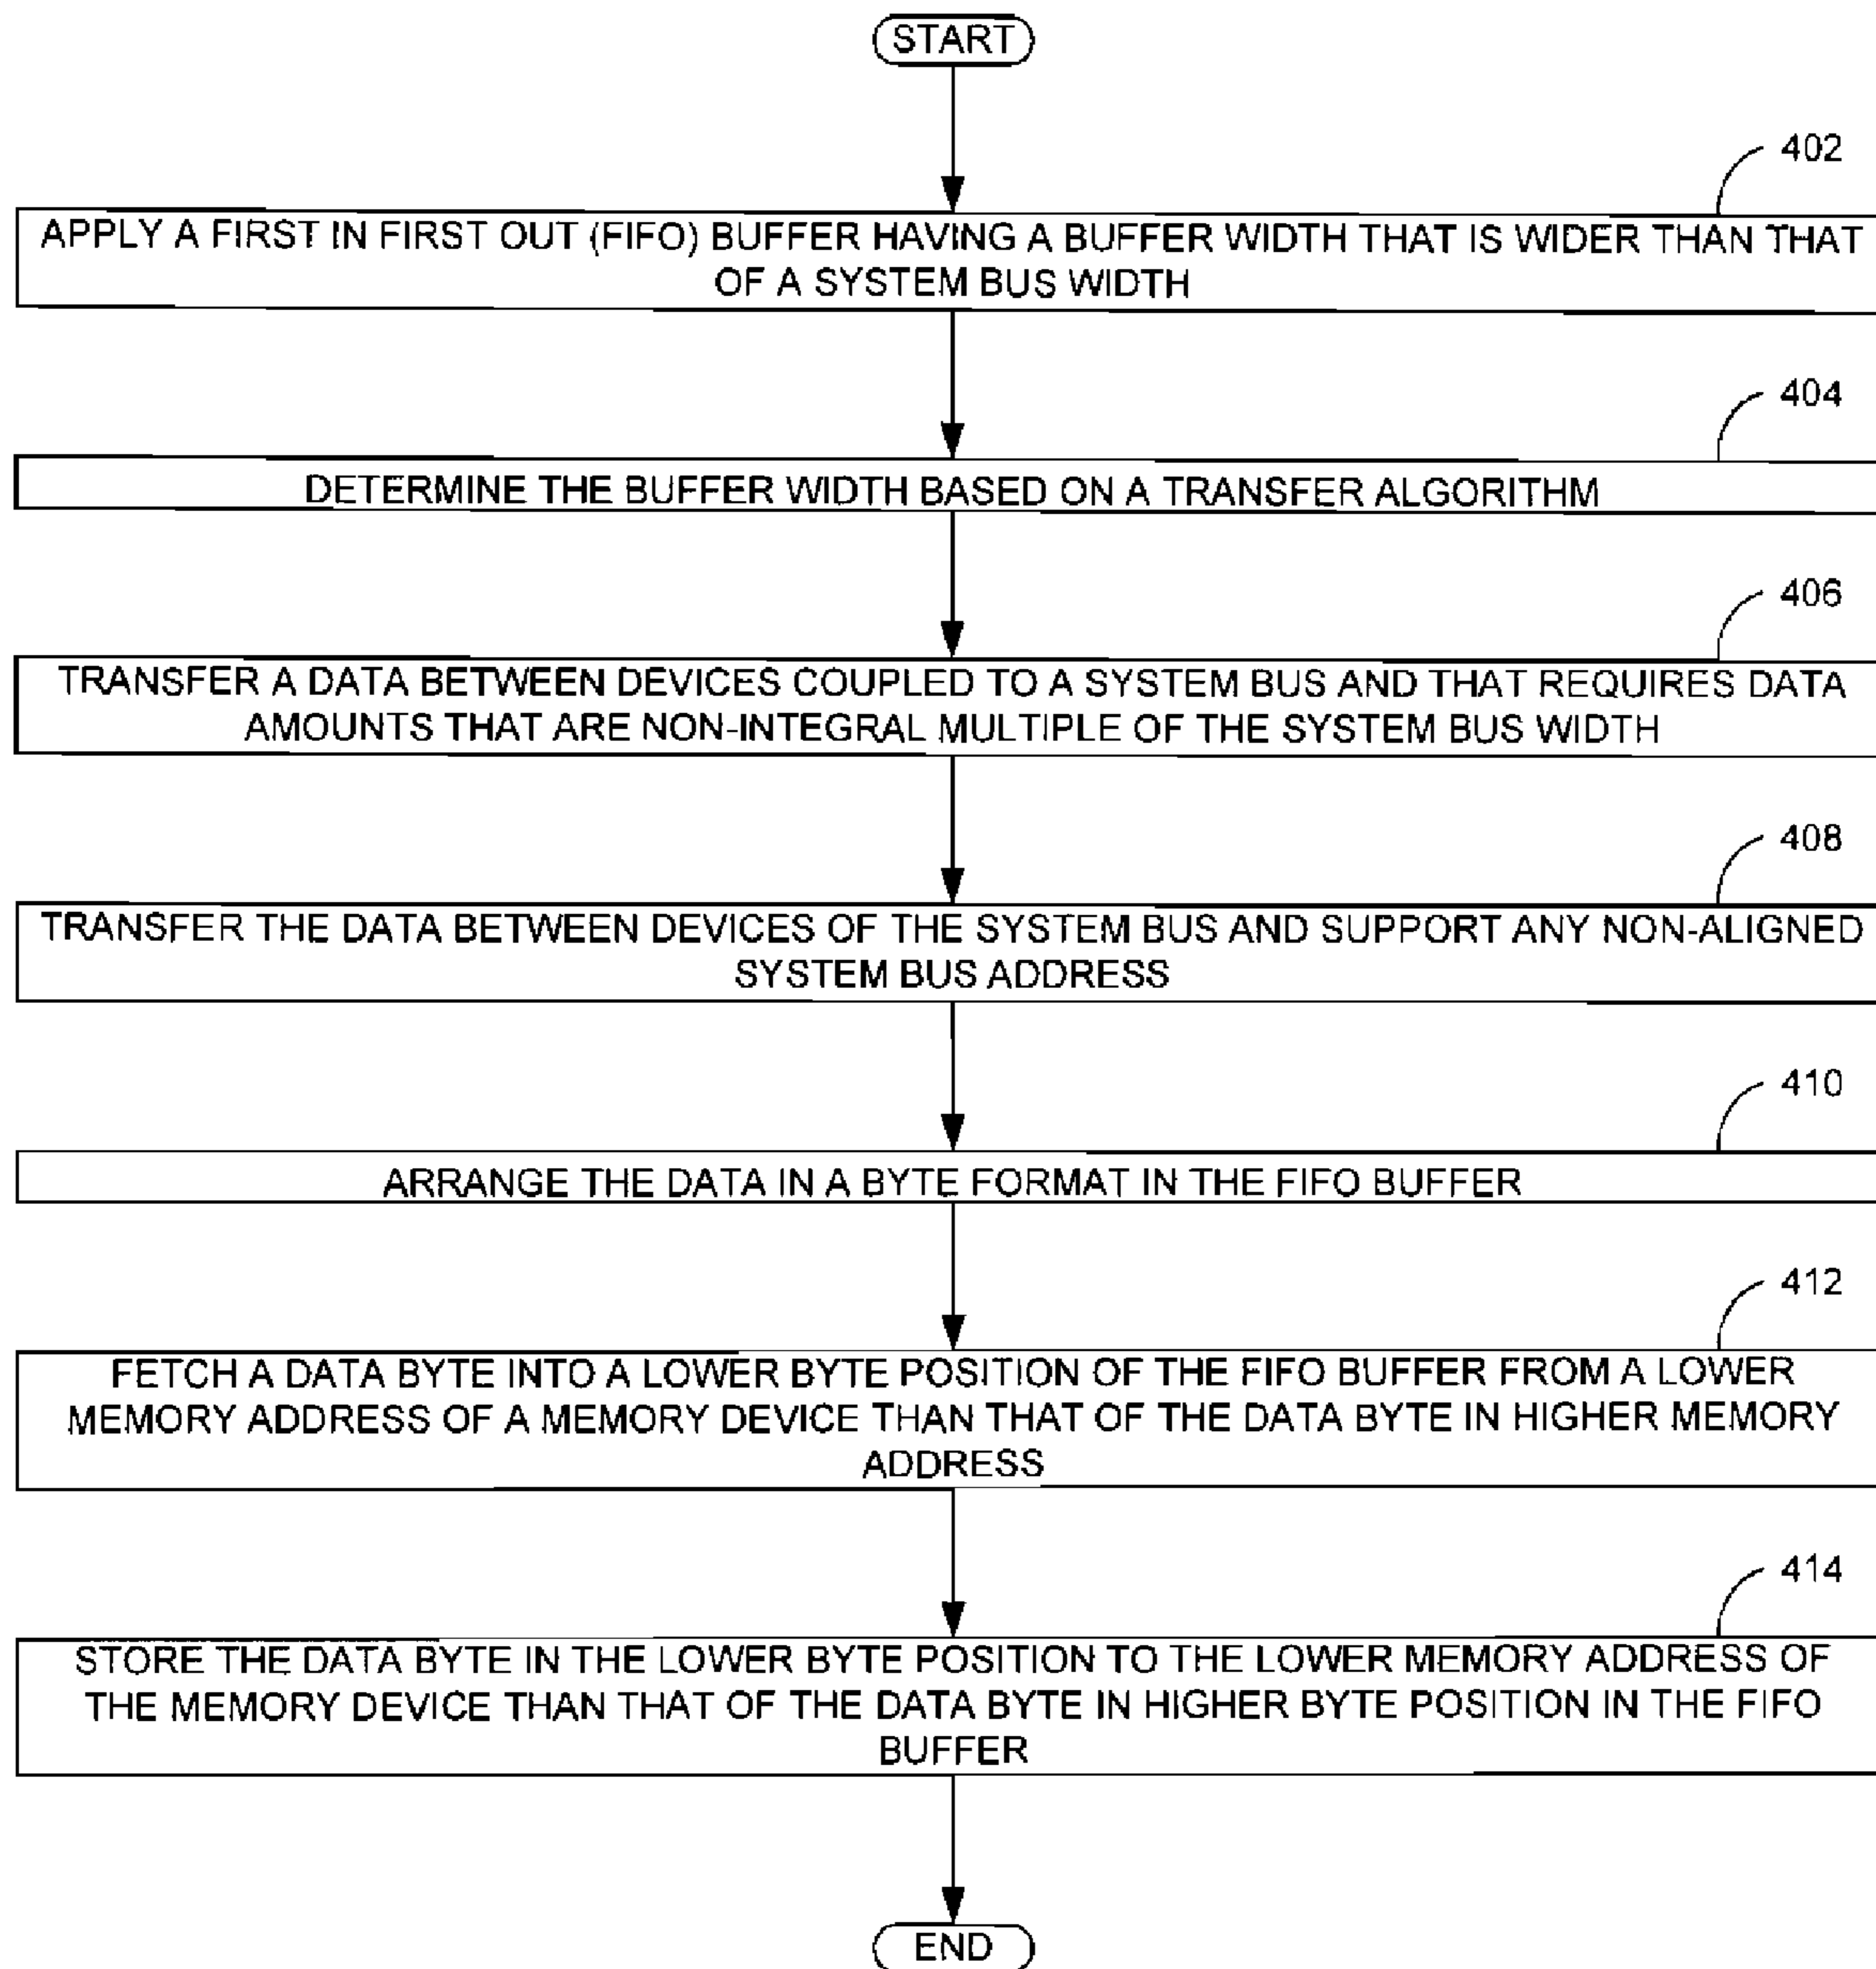 START
402
APPLY A FIRST IN FIRST OUT (FIFO) BUFFER HAVING A BUFFER WIDTH THAT IS WIDER THAN THAT
OF A SYSTEM BUS WIDTH
404
DETERMINE THE BUFFER WIDTH BASED ON A TRANSFER ALGORITHM
406
TRANSFER A DATA BETWEEN DEVICES COUPLED TO A SYSTEM BUS AND THAT REQUIRES DATA
AMOUNTS THAT ARE NON-INTEGRAL MULTIPLE OF THE SYSTEM BUS WIDTH
408
TRANSFER THE DATA BETWEEN DEVICES OF THE SYSTEM BUS AND SUPPORT ANY NON-ALIGNED
SYSTEM BUS ADDRESS
410
ARRANGE THE DATA IN A BYTE FORMAT IN THE FIFO BUFFER
412
FETCH A DATA BYTE INTO A LOWER BYTE POSITION OF THE FIFO BUFFER FROM A LOWER
MEMORY ADDRESS OF A MEMORY DEVICE THAN THAT OF THE DATA BYTE IN HIGHER MEMORY
ADDRESS
414
STORE THE DATA BYTE IN THE LOWER BYTE POSITION TO THE LOWER MEMORY ADDRESS OF
THE MEMORY DEVICE THAN THAT OF THE DATA BYTE IN HIGHER BYTE POSITION IN THE FIFO
BUFFER
END